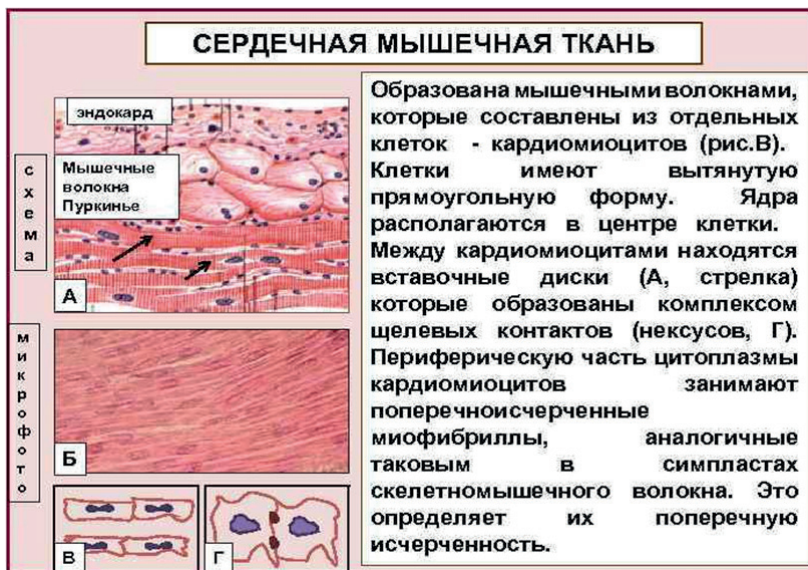 СЕРДЕЧНАЯ МЫШЕЧНАЯ ТКАНЬ
схема
эндокард
Мышечные
волокна
Пуркинье
А
микрофото
Б
В
Г
Образована мышечными волокнами,
которые составлены из отдельных
клеток - кардиомиоцитов (рис.В).
Клетки имеют вытянутую
прямоугольную форму. Ядра
располагаются в центре клетки.
Между кардиомиоцитами находятся
вставочные диски (А, стрелка)
которые образованы комплексом
щелевых контактов (нексусов, Г).
Периферическую часть цитоплазмы
кардиомиоцитов занимают
поперечноисчерченные
миофибриллы, аналогичные
таковым в симпластах
скелетномышечного волокна. Это
определяет их поперечную
исчерченность.